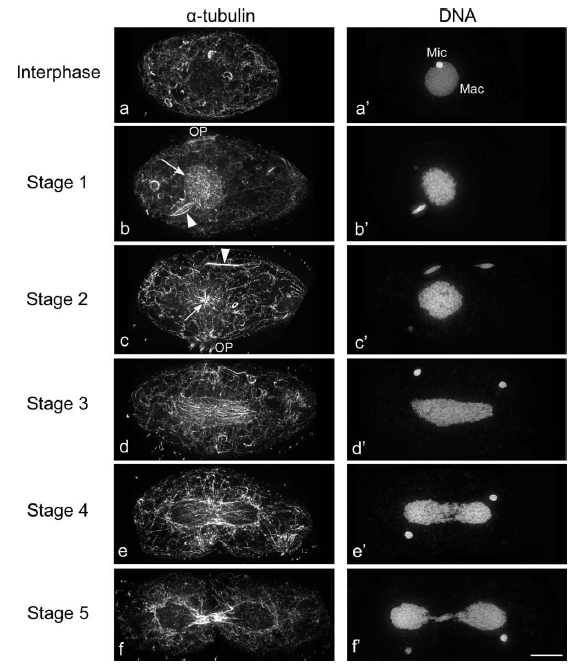 α-tubulin DNA
Interphase
Mic
Mac
a a'
OP
Stage 1
b b'
Stage 2
OP
c c'
Stage 3
d d'
Stage 4
e e'
Stage 5
f f'